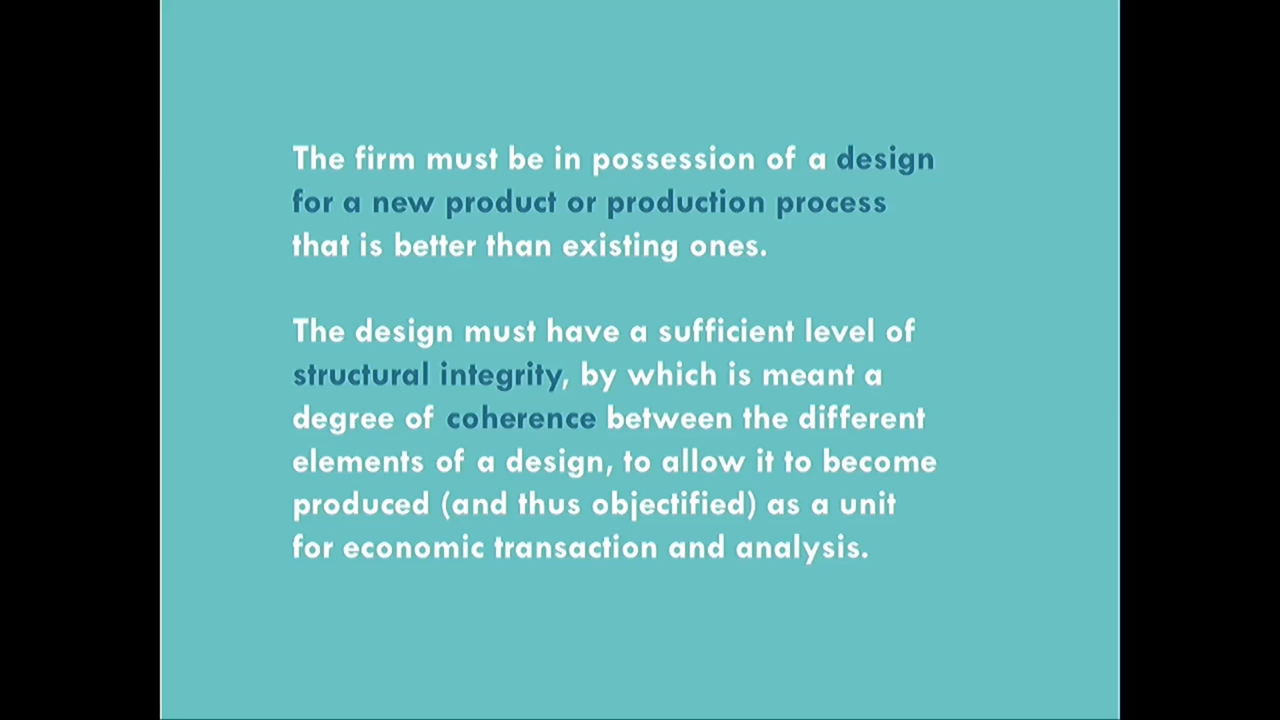 The firm must be in possession of a design
for a new product or production process
that is better than existing ones.
The design must have a sufficient level of
structural integrity, by which is meant a
degree of coherence between the different
elements of a design, to allow it to become
produced (and thus objectified) as a unit
for economic transaction and analysis.